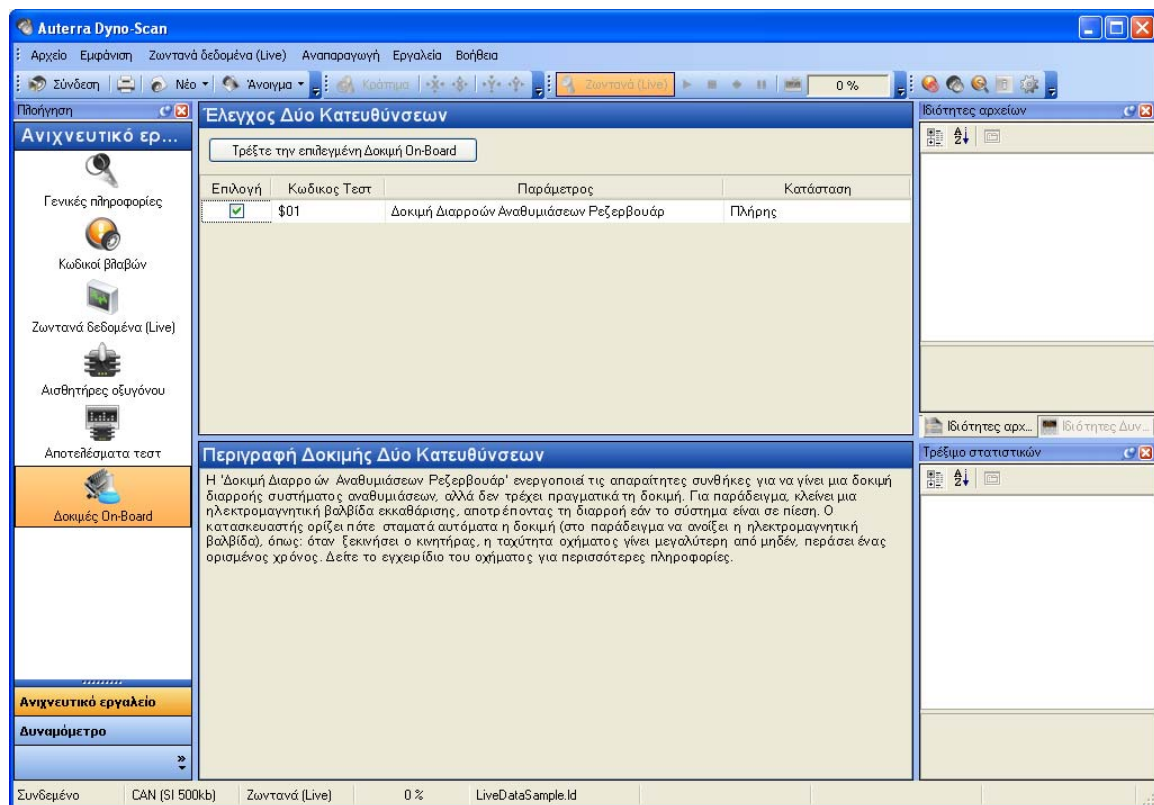 Auterra Dyno-Scan
Αρχείο Εμφάνιση Ζωντανά δεδομένα (Live) Αναπαραγωγή Εργαλεία Βοήθεια
Σύνδεση Νέο Άνοιγμα Κράτημα Ζωντανά (Live) 0 %
Πλοήγηση
Ανιχνευτικό ερ...
Γενικές πληροφορίες
Κωδικοί βλαβών
Ζωντανά δεδομένα (Live)
Αισθητήρες οξυγόνου
Αποτελέσματα τεστ
Δοκιμές On-Board
Ανιχνευτικό εργαλείο
Δυναμόμετρο
Έλεγχος Δύο Κατευθύνσεων
Τρέξτε την επιλεγμένη Δοκιμή On-Board
Επιλογή Κωδικος Τεστ Παράμετρος Κατάσταση
$01 Δοκιμή Διαρροών Αναθυμιάσεων Ρεζερβουάρ Πλήρης
Περιγραφή Δοκιμής Δύο Κατευθύνσεων
Η 'Δοκιμή Διαρροών Αναθυμιάσεων Ρεζερβουάρ' ενεργοποιεί τις απαραίτητες συνθήκες για να γίνει μια δοκιμή
διαρροής συστήματος αναθυμιάσεων, αλλά δεν τρέχει πραγματικά τη δοκιμή. Για παράδειγμα, κλείνει μια
ηλεκτρομαγνητική βαλβίδα εκκαθάρισης, αποτρέποντας τη διαρροή εάν το σύστημα είναι σε πίεση. Ο
κατασκευαστής ορίζει πότε σταματά αυτόματα η δοκιμή (στο παράδειγμα να ανοίξει η ηλεκτρομαγνητική
βαλβίδα), όπως: όταν ξεκινήσει ο κινητήρας, η ταχύτητα οχήματος γίνει μεγαλύτερη από μηδέν, περάσει ένας
ορισμένος χρόνος. Δείτε το εγχειρίδιο του οχήματος για περισσότερες πληροφορίες.
Ιδιότητες αρχείων
Ιδιότητες αρχ... Ιδιότητες Δυν...
Τρέξιμο στατιστικών
Συνδεμένο CAN (SI 500kb) Ζωντανά (Live) 0 % LiveDataSample.ld